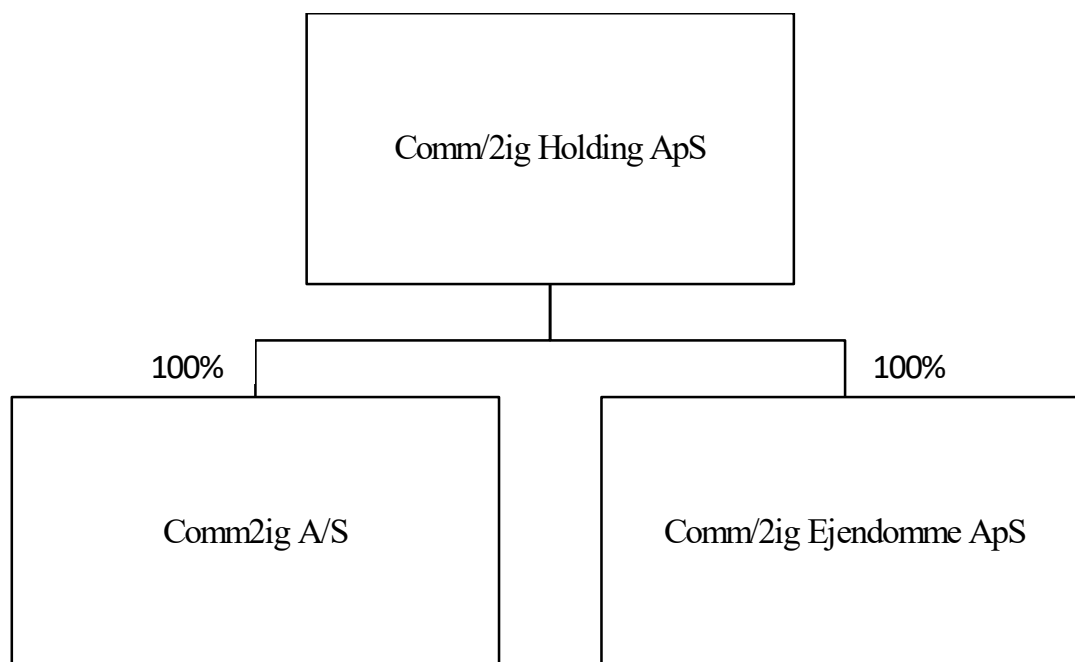 Comm/2ig Holding ApS
100%
100%
Comm2ig A/S
Comm/2ig Ejendomme ApS